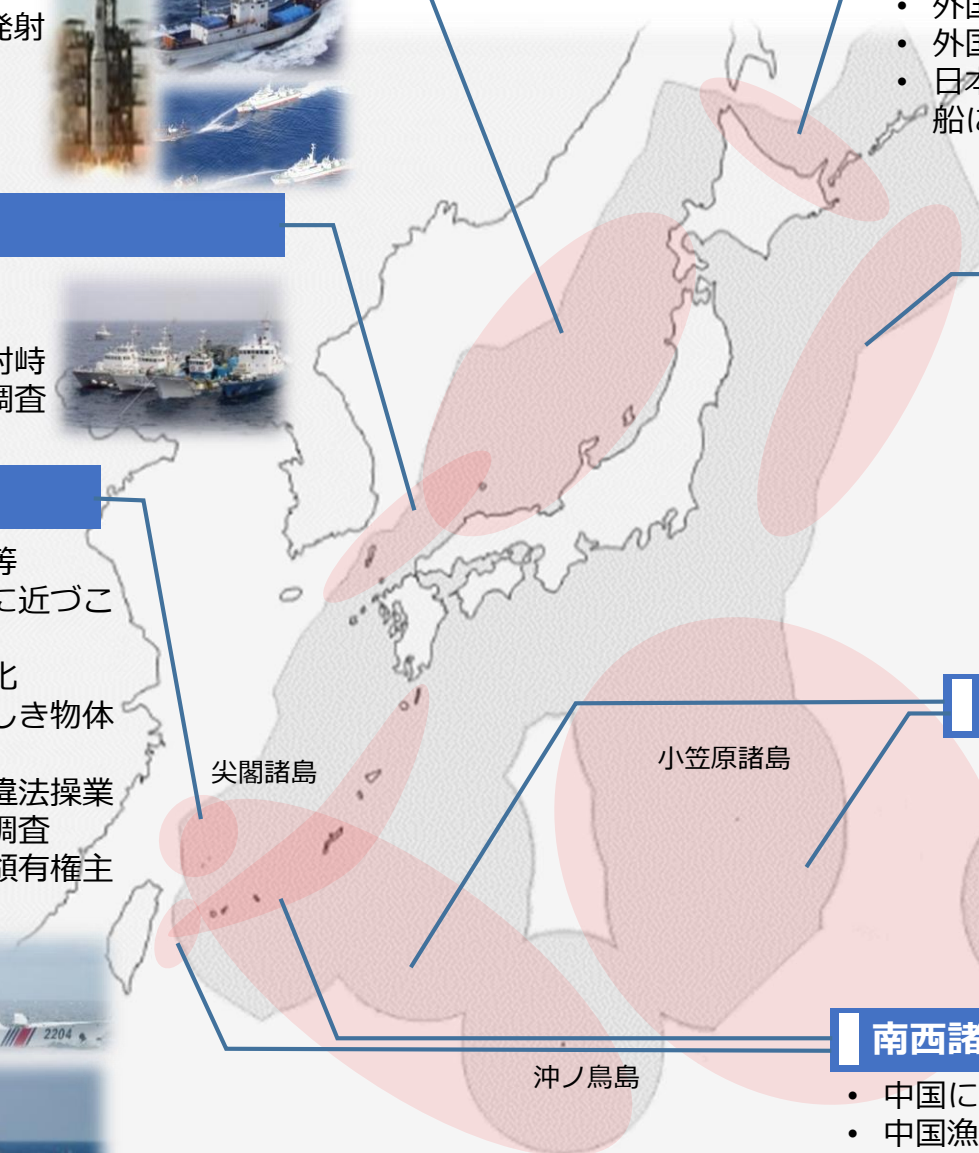 発射
外国
外国
日本
船に
対峙
調査
等
に近づこ
化
しき物体
違法操業
調査
領有権主
尖閣諸島
小笠原諸島
2204
沖ノ鳥島
南西諸
中国に
中国漁